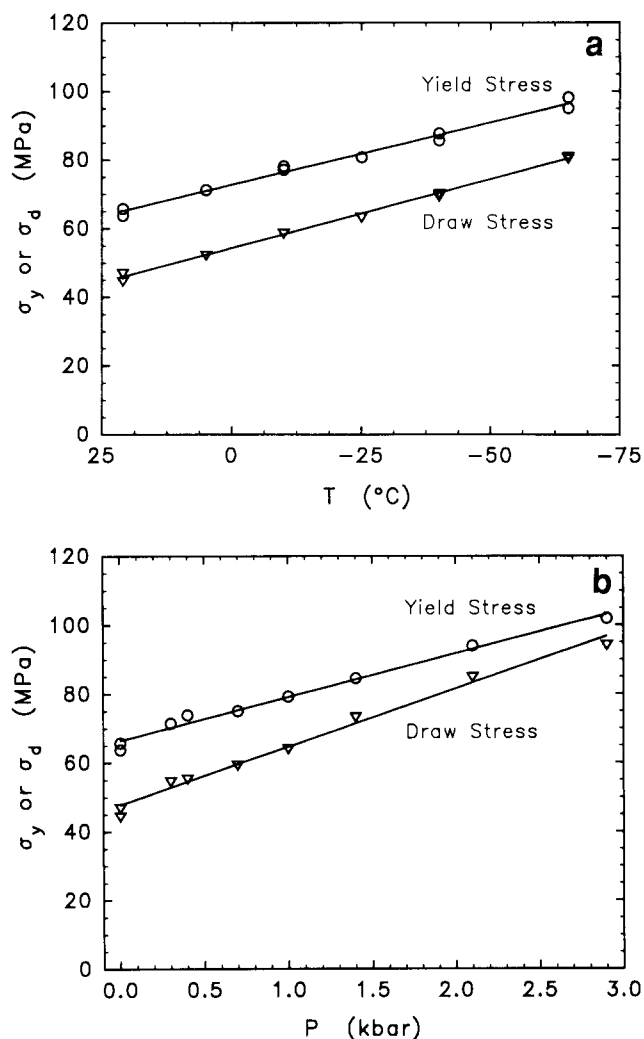 a
120
100
80
60
40
20
0
σy or σd (MPa)
Yield Stress
Draw Stress
25 0 −25 −50 −75
T (°C)
b
120
100
80
60
40
20
0
σy or σd (MPa)
Yield Stress
Draw Stress
0.0 0.5 1.0 1.5 2.0 2.5 3.0
P (kbar)